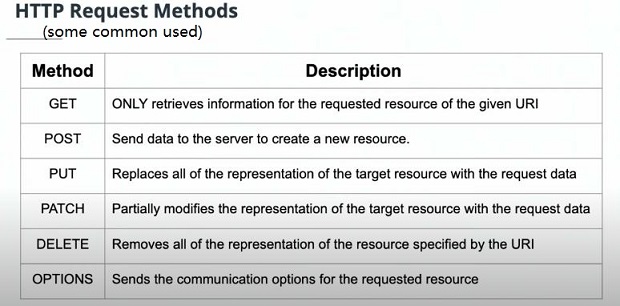 HTTP Request Methods
(some common used)
Method Description
GET ONLY retrieves information for the requested resource of the given URI
POST Send data to the server to create a new resource.
PUT Replaces all of the representation of the target resource with the request data
PATCH Partially modifies the representation of the target resource with the request data
DELETE Removes all of the representation of the resource specified by the URI
OPTIONS Sends the communication options for the requested resource